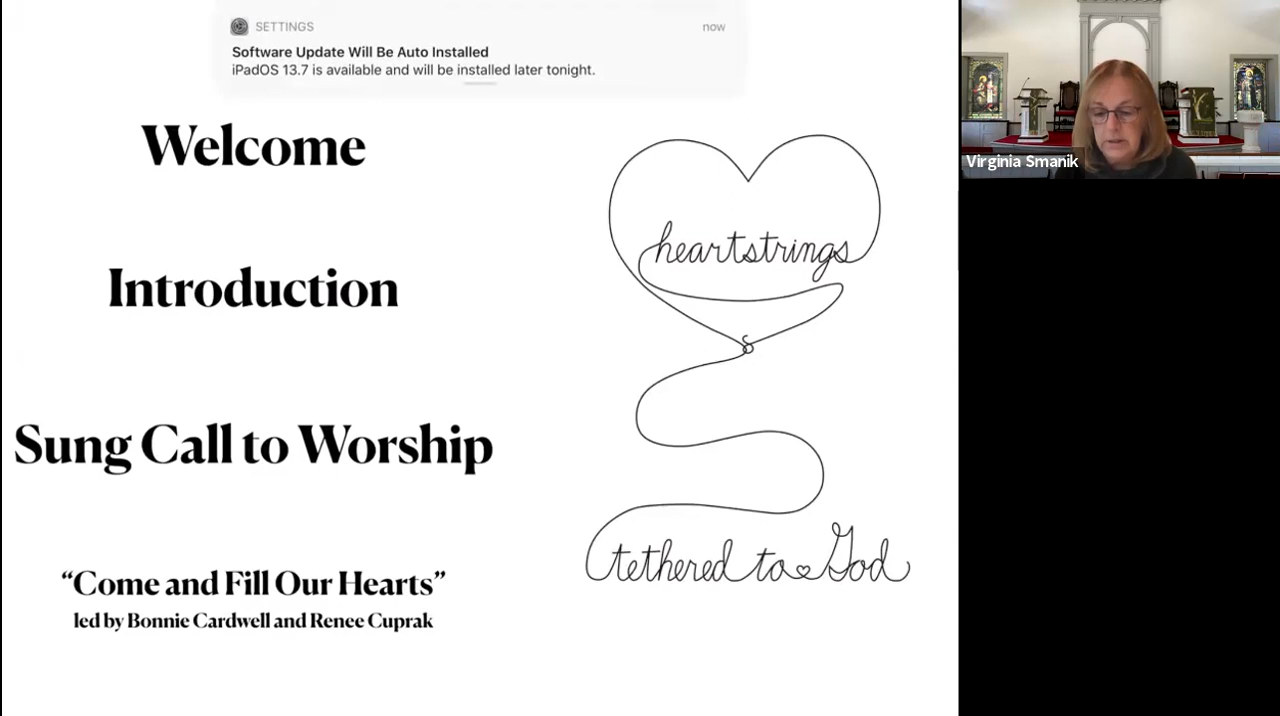 SETTINGS
now
Software Update Will Be Auto Installed
iPadOS 13.7 is available and will be installed later tonight.
Welcome
Introduction
Sung Call to Worship
“Come and Fill Our Hearts”
led by Bonnie Cardwell and Renee Cuprak
heartstrings
tethered to God
Virginia Smanik